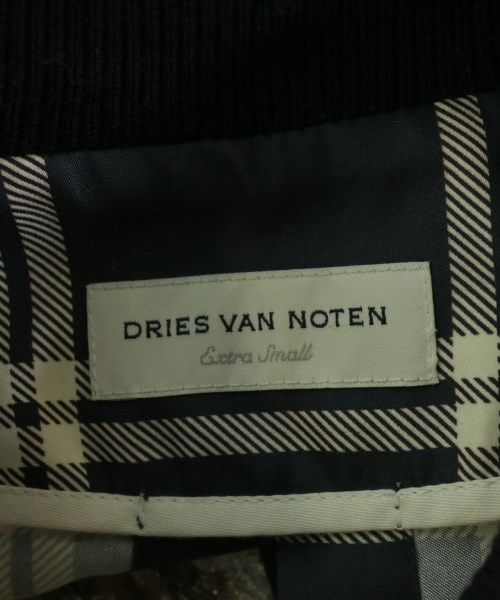 DRIES VAN NOTEN
Extra Small